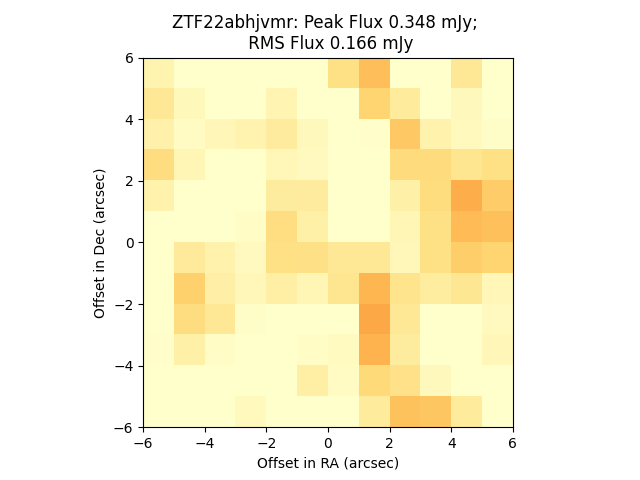 ZTF22abhjvmr: Peak Flux 0.348 mJy;
RMS Flux 0.166 mJy
6
4
2
0
−2
−4
−6
Offset in Dec (arcsec)
−6 −4 −2 0 2 4 6
Offset in RA (arcsec)